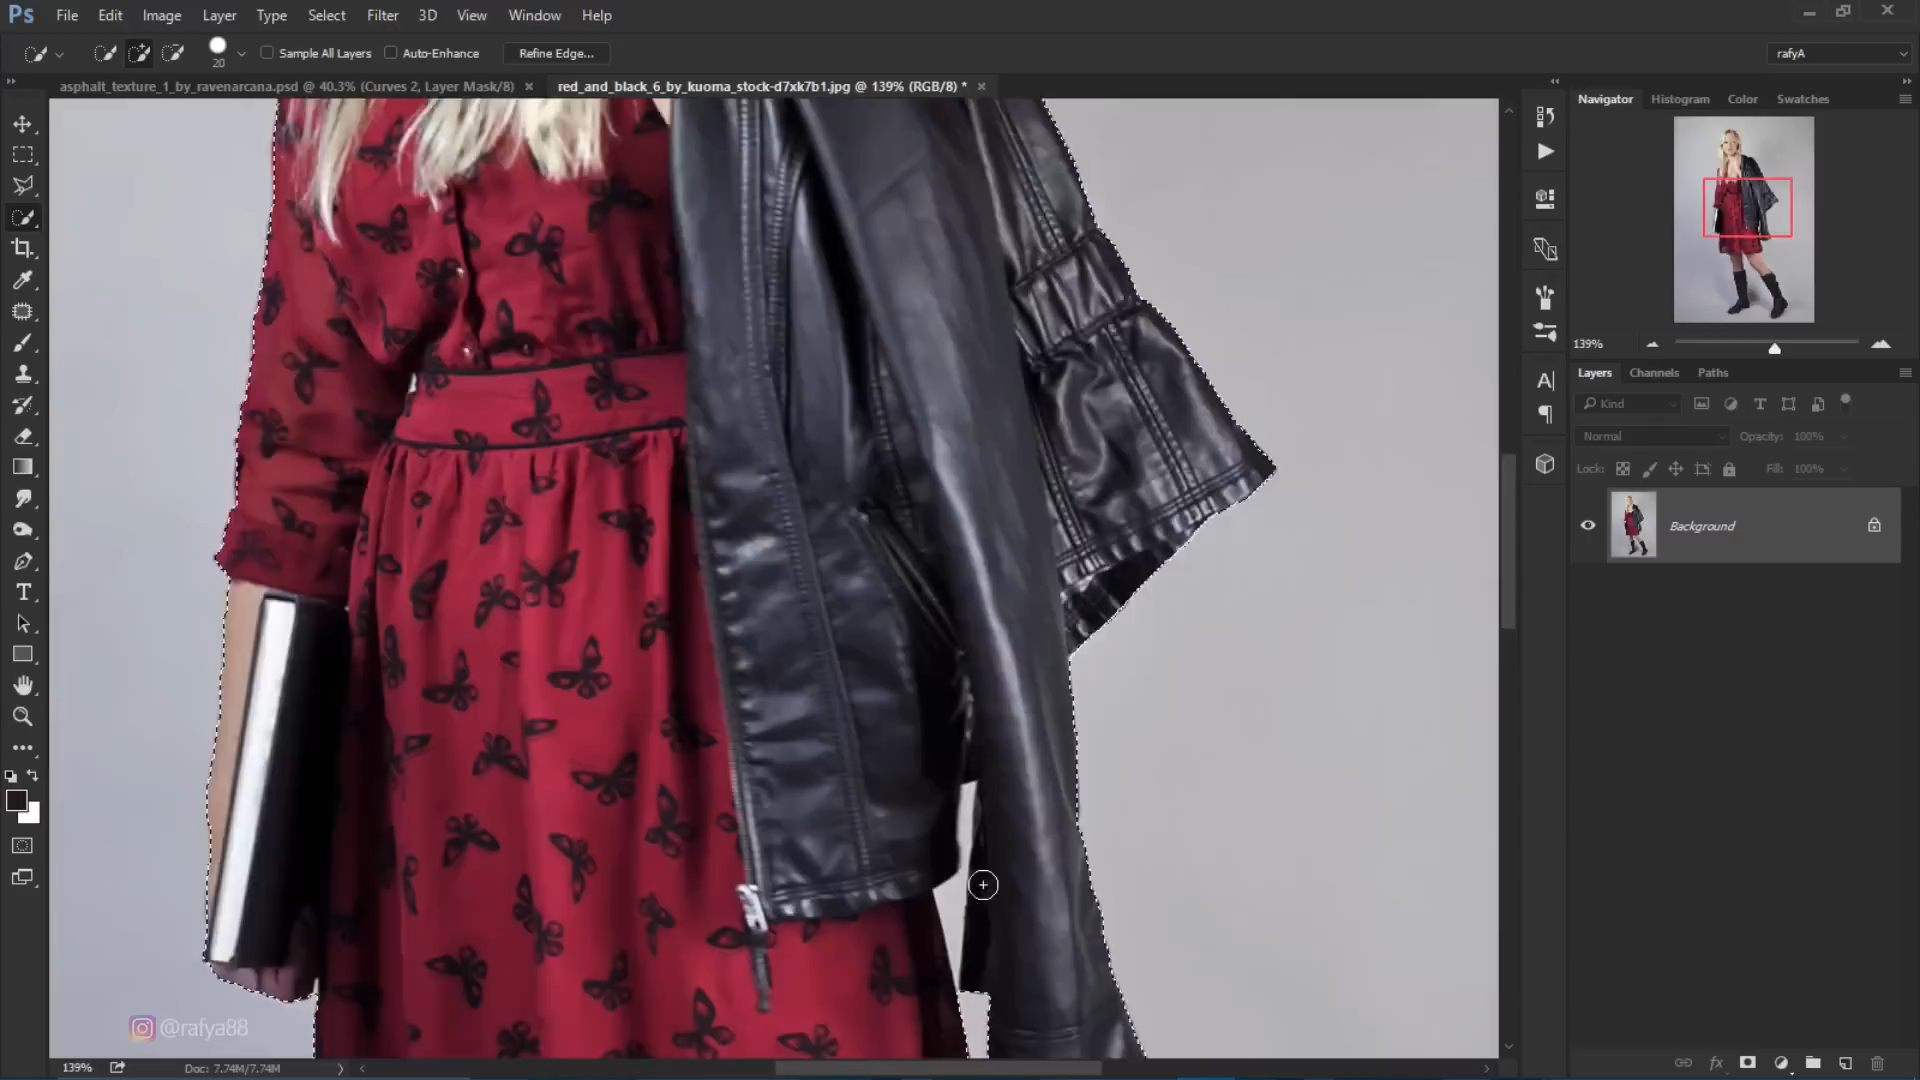 Ps File Edit Image Layer Type Select Filter 3D View Window Help
20 Sample All Layers Auto-Enhance Refine Edge... rafyA
asphalt_texture_1_by_ravenarcana.psd @ 40.3% (Curves 2, Layer Mask/8) red_and_black_6_by_kuoma_stock-d7xk7b1.jpg @ 139% (RGB/8) *
Navigator Histogram Color Swatches
139%
Layers Channels Paths
Kind
Normal Opacity: 100%
Lock: Fill: 100%
Background
@rafya88
139% Doc: 7.74M/7.74M
fx